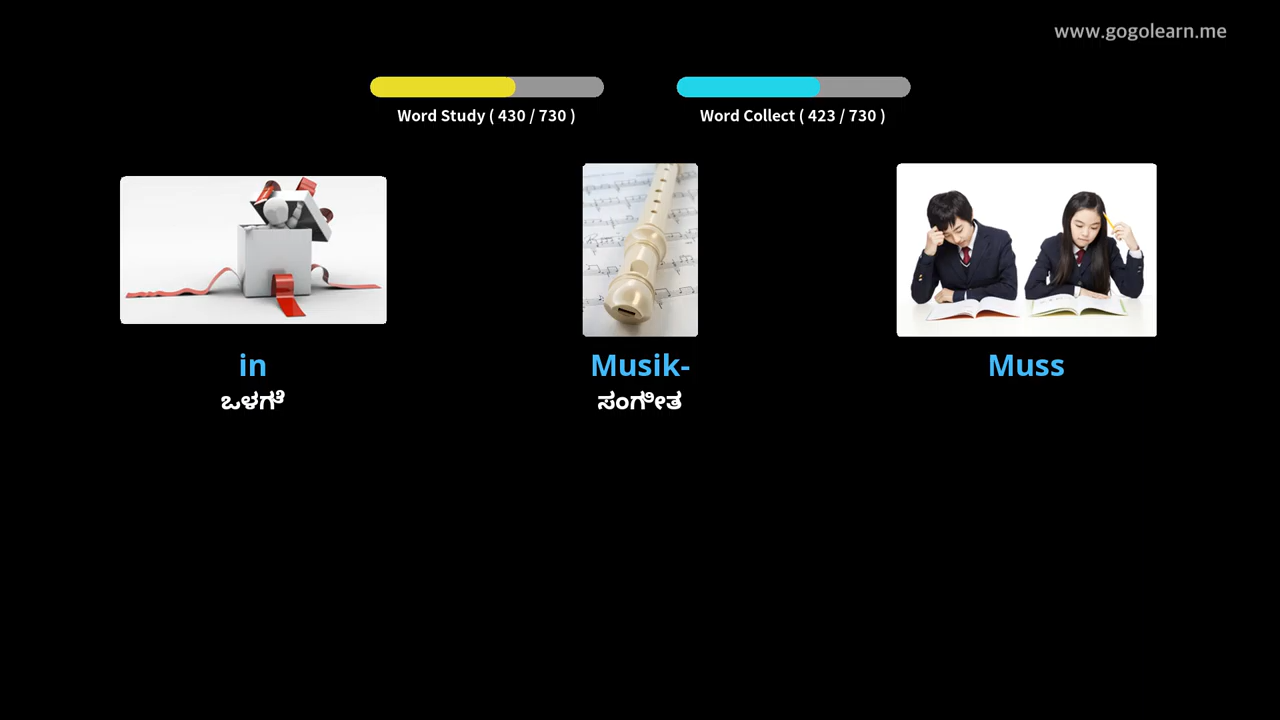 www.gogolearn.me
Word Study ( 430 / 730 )
Word Collect ( 423 / 730 )
in
Musik-
Muss
ಒಳಗೆ
ಸಂಗೀತ